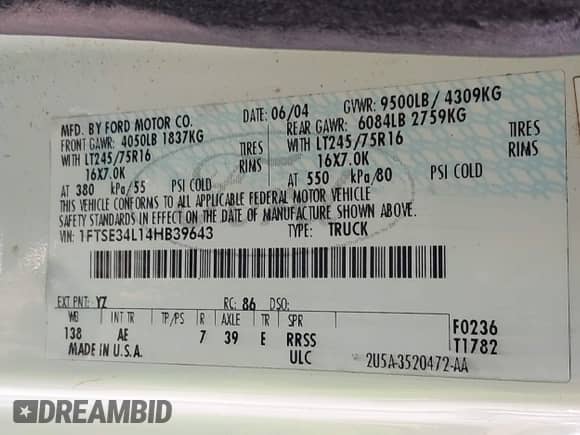 MFD. BY FORD MOTOR CO. DATE: 06/04 GVWR: 9500LB/ 4309KG
FRONT GAWR: 4050LB 1837KG REAR GAWR: 6084LB 2759KG
WITH LT245/75R16 TIRES WITH LT245/75R16 TIRES
16X7.0K RIMS 16X7.0K RIMS
AT 380 kPa/55 PSI COLD AT 550 kPa/80 PSI COLD
THIS VEHICLE CONFORMS TO ALL APPLICABLE FEDERAL MOTOR VEHICLE
SAFETY STANDARDS IN EFFECT ON THE DATE OF MANUFACTURE SHOWN ABOVE.
VIN: 1FTSE34L14HB39643 TYPE: TRUCK
EXT PNT: YZ RC: 86 DSO:
WB INT TR TP/PS R AXLE TR SPR F0236
138 AE 7 39 E RRSS T1782
MADE IN U.S.A. ULC 2U5A-3520472-AA
DREAMBID